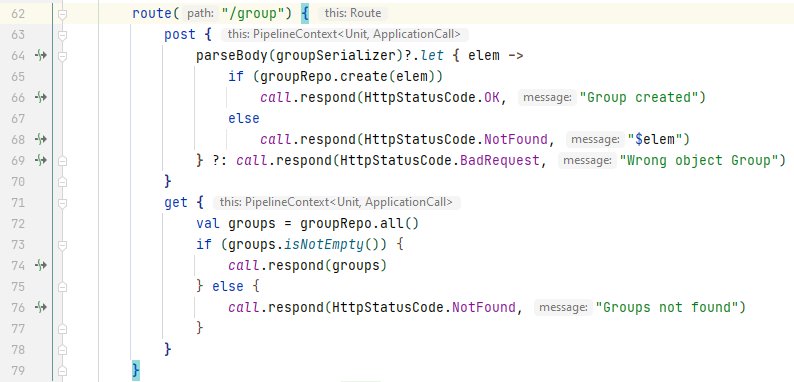 62 route( path: "/group") { this: Route
63 post { this: PipelineContext<Unit, ApplicationCall>
64 parseBody(groupSerializer)?.let { elem ->
65 if (groupRepo.create(elem))
66 call.respond(HttpStatusCode.OK, message: "Group created")
67 else
68 call.respond(HttpStatusCode.NotFound, message: "$elem")
69 } ?: call.respond(HttpStatusCode.BadRequest, message: "Wrong object Group")
70 }
71 get { this: PipelineContext<Unit, ApplicationCall>
72 val groups = groupRepo.all()
73 if (groups.isNotEmpty()) {
74 call.respond(groups)
75 } else {
76 call.respond(HttpStatusCode.NotFound, message: "Groups not found")
77 }
78 }
79 }